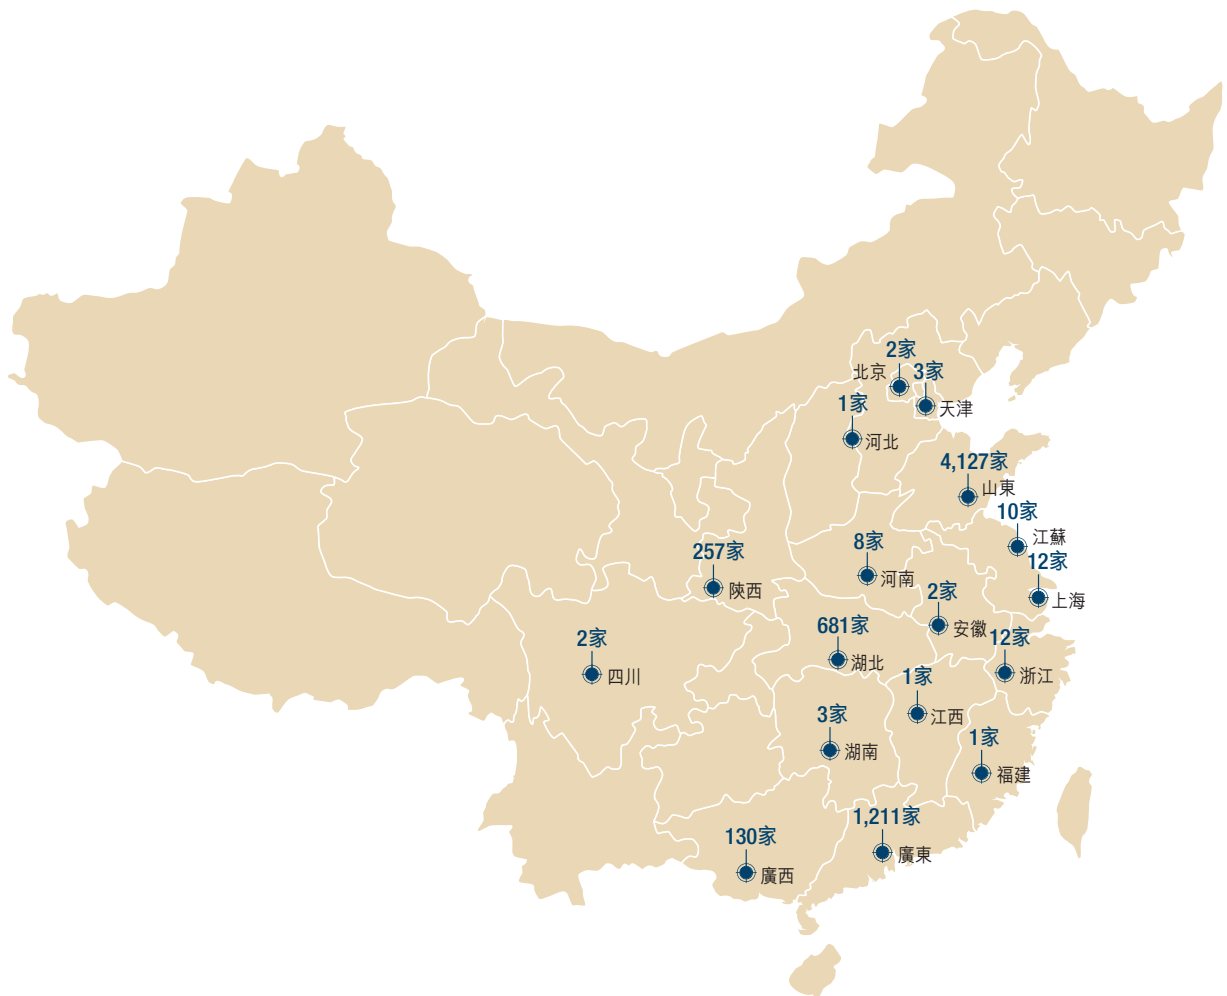 2家
北京
3家
天津
1家
河北
4,127家
山東
10家
江蘇
257家
陝西
8家
河南
12家
上海
2家
安徽
681家
湖北
12家
浙江
2家
四川
1家
江西
3家
湖南
1家
福建
1,211家
廣東
130家
廣西